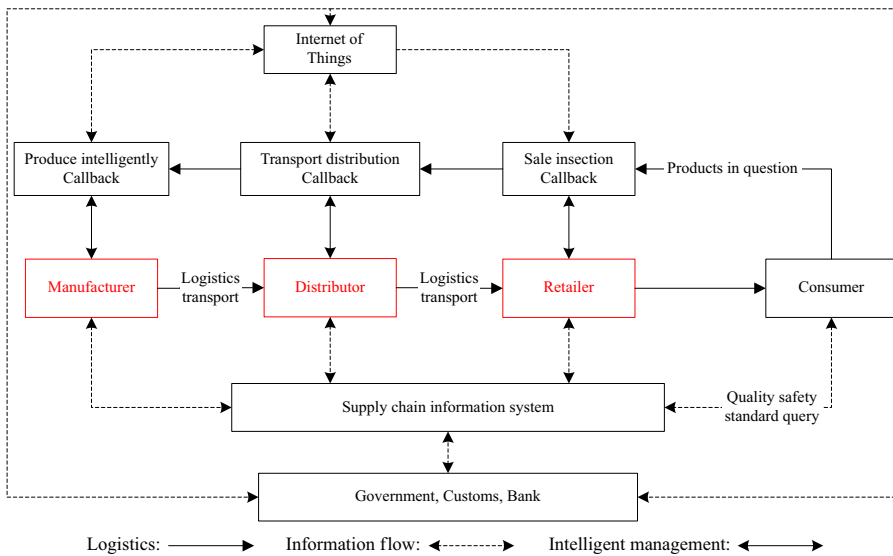 Internet of
Things
Produce intelligently
Callback
Transport distribution
Callback
Sale insection
Callback
Products in question
Manufacturer
Logistics
transport
Distributor
Logistics
transport
Retailer
Consumer
Supply chain information system
Quality safety
standard query
Government, Customs, Bank
Logistics:
Information flow:
Intelligent management: